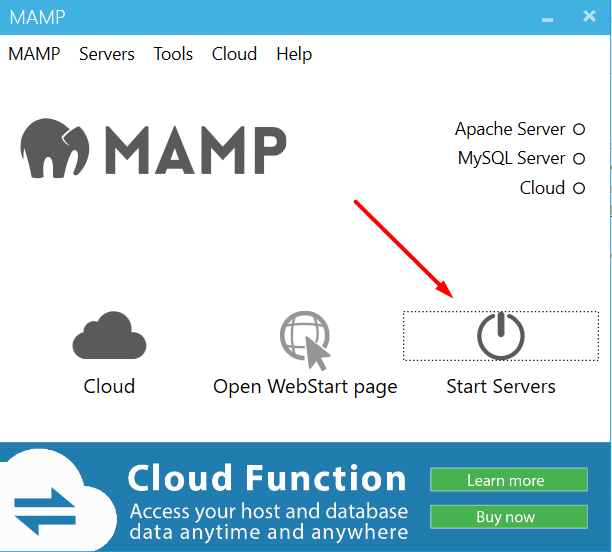 MAMP
MAMP Servers Tools Cloud Help
MAMP
Apache Server
MySQL Server
Cloud
Cloud
Open WebStart page
Start Servers
Cloud Function
Access your host and database
data anytime and anywhere
Learn more
Buy now